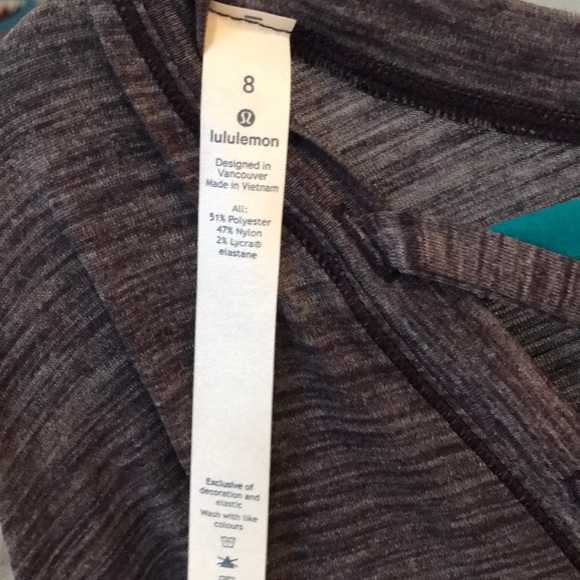 8
lululemon
Designed in
Vancouver
Made in Vietnam
All:
51% Polyester
47% Nylon
2% Lycra®
elastane
Exclusive of
decoration and
elastic
Wash with like
colours